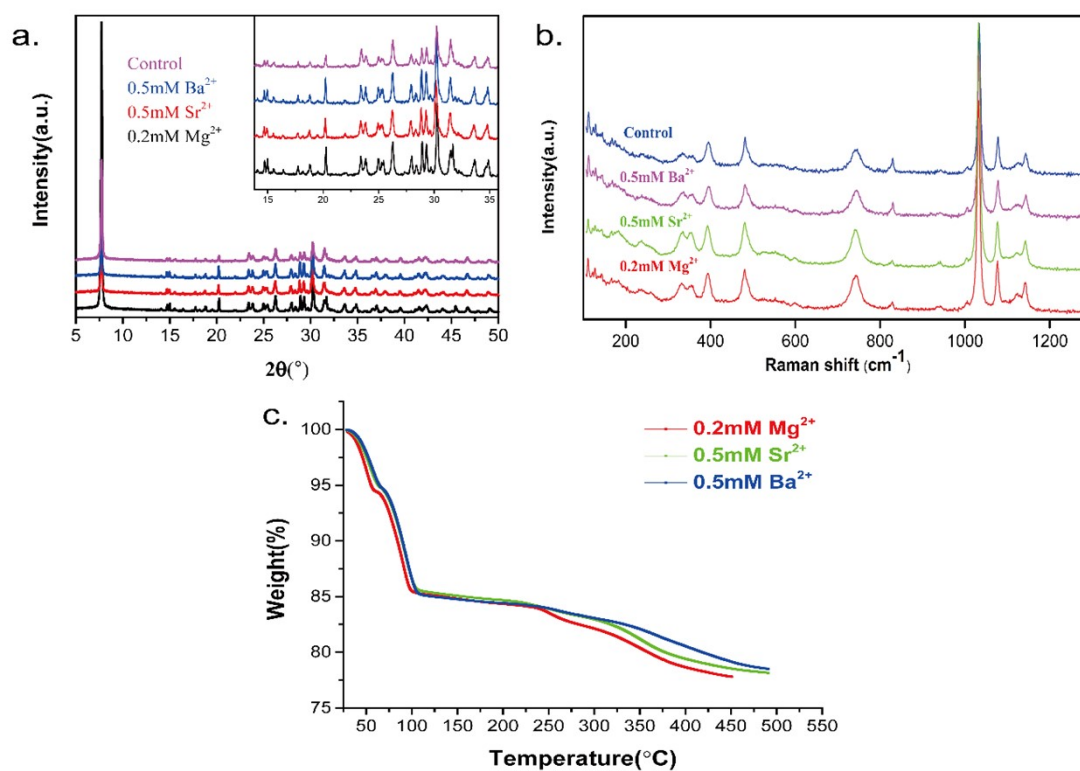 a.
Control
0.5mM Ba²⁺
0.5mM Sr²⁺
0.2mM Mg²⁺
Intensity(a.u.)
15 20 25 30 35
5 10 15 20 25 30 35 40 45 50
2θ(°)
b.
Control
0.5mM Ba²⁺
0.5mM Sr²⁺
0.2mM Mg²⁺
Intensity(a.u.)
200 400 600 800 1000 1200
Raman shift (cm⁻¹)
c.
0.2mM Mg²⁺
0.5mM Sr²⁺
0.5mM Ba²⁺
100
95
90
85
80
75
Weight(%)
50 100 150 200 250 300 350 400 450 500 550
Temperature(°C)